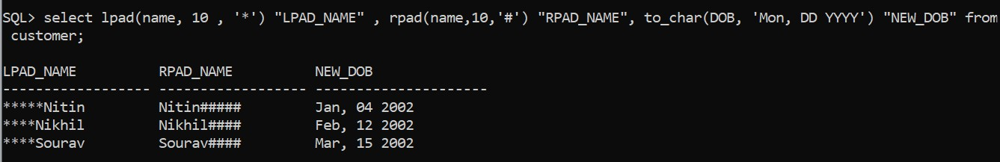 SQL> select lpad(name, 10 , '*') "LPAD_NAME" , rpad(name,10,'#') "RPAD_NAME", to_char(DOB, 'Mon, DD YYYY') "NEW_DOB" from
 customer;

LPAD_NAME          RPAD_NAME          NEW_DOB
------------------ ------------------ ---------------------
*****Nitin         Nitin#####         Jan, 04 2002
****Nikhil         Nikhil####         Feb, 12 2002
****Sourav         Sourav####         Mar, 15 2002